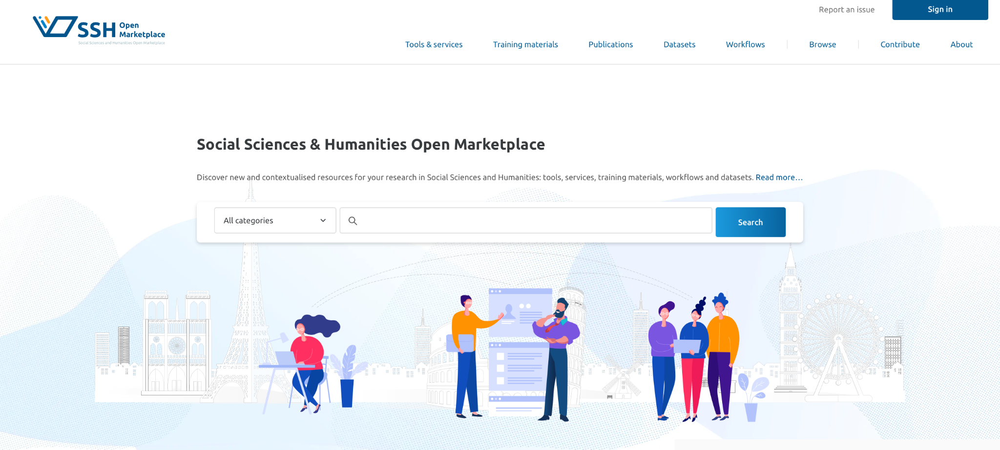 Report an issue
Sign in
SSH Open Marketplace
Social Sciences and Humanities Open Marketplace
Tools & services
Training materials
Publications
Datasets
Workflows
Browse
Contribute
About
Social Sciences & Humanities Open Marketplace
Discover new and contextualised resources for your research in Social Sciences and Humanities: tools, services, training materials, workflows and datasets. Read more…
All categories
Search